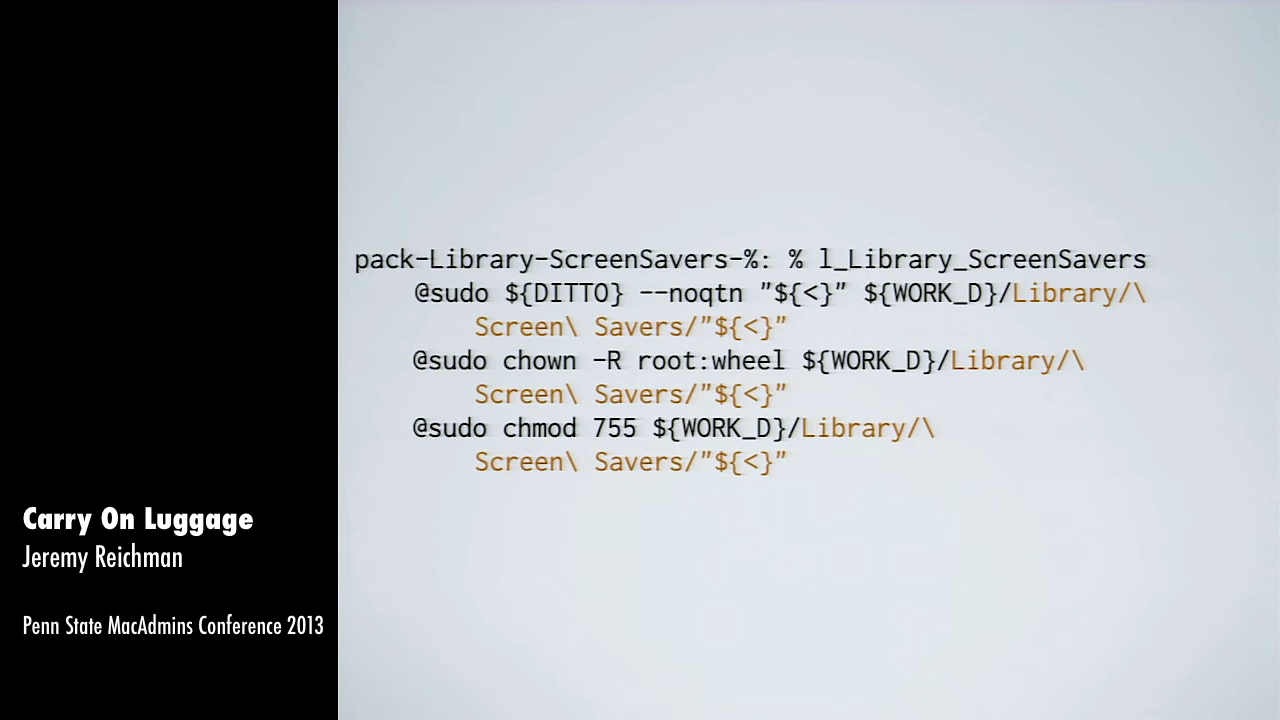 pack-Library-ScreenSavers-%: % l_Library_ScreenSavers
@sudo ${DITTO} --noqtn "${<}" ${WORK_D}/Library/\
Screen\ Savers/"${<}"
@sudo chown -R root:wheel ${WORK_D}/Library/\
Screen\ Savers/"${<}"
@sudo chmod 755 ${WORK_D}/Library/\
Screen\ Savers/"${<}"
Carry On Luggage
Jeremy Reichman
Penn State MacAdmins Conference 2013